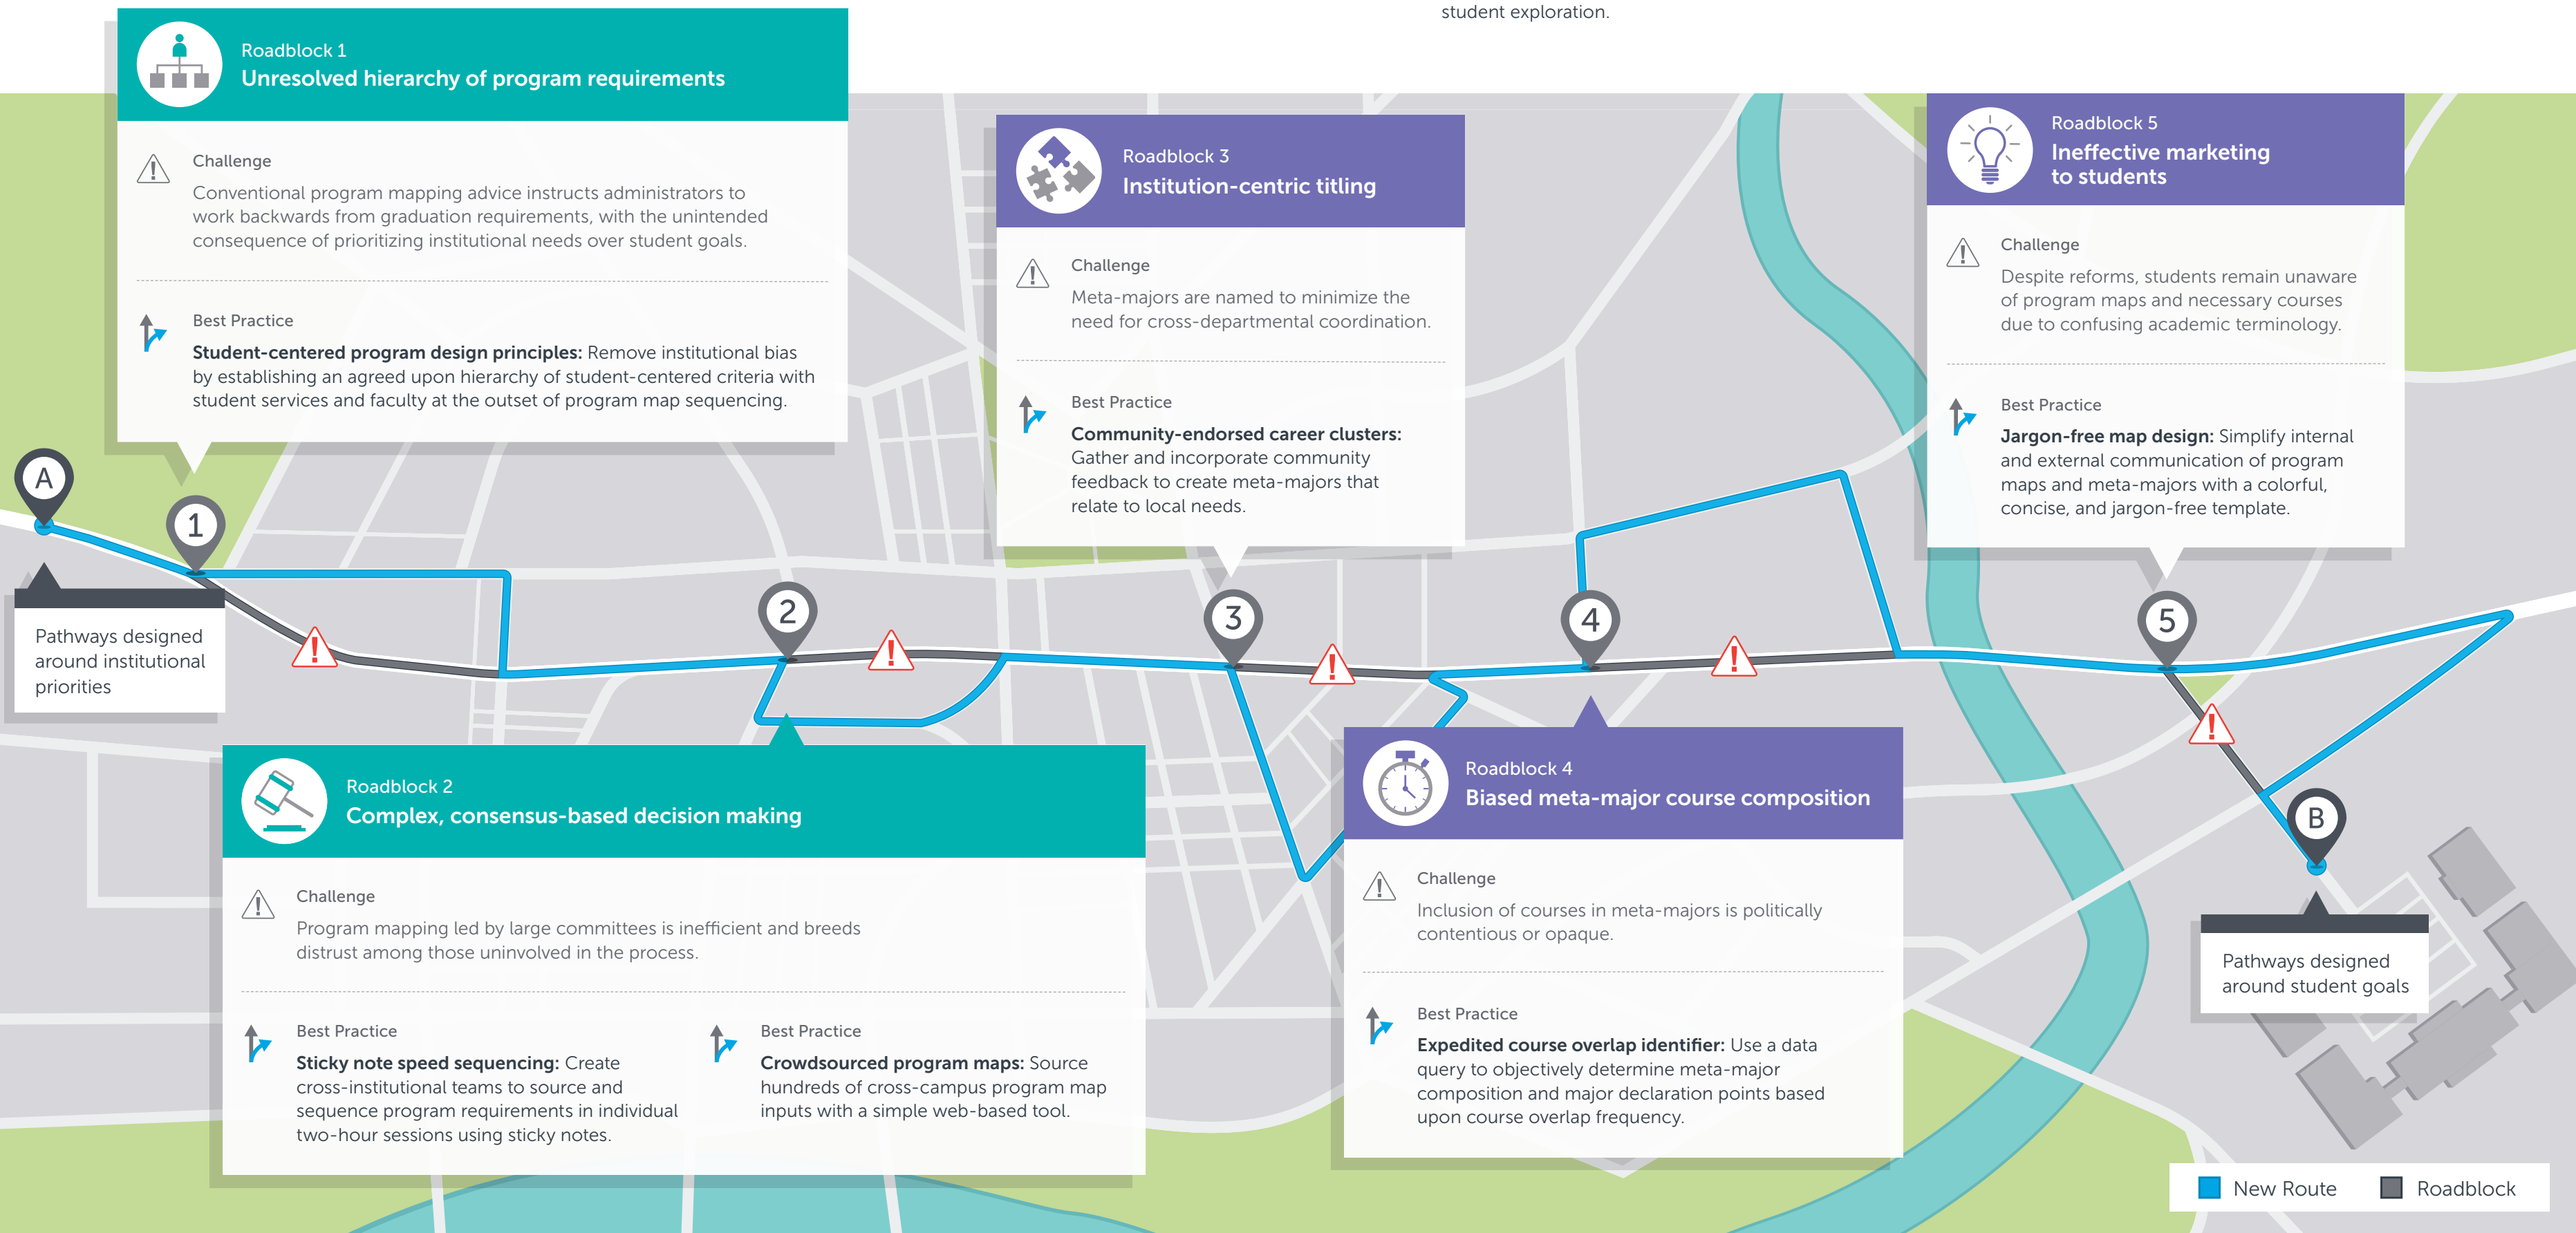 student exploration.
Roadblock 1
Unresolved hierarchy of program requirements
Challenge
Conventional program mapping advice instructs administrators to
work backwards from graduation requirements, with the unintended
consequence of prioritizing institutional needs over student goals.
Best Practice
Student-centered program design principles: Remove institutional bias
by establishing an agreed upon hierarchy of student-centered criteria with
student services and faculty at the outset of program map sequencing.
Roadblock 3
Institution-centric titling
Challenge
Meta-majors are named to minimize the
need for cross-departmental coordination.
Best Practice
Community-endorsed career clusters:
Gather and incorporate community
feedback to create meta-majors that
relate to local needs.
Roadblock 5
Ineffective marketing
to students
Challenge
Despite reforms, students remain unaware
of program maps and necessary courses
due to confusing academic terminology.
Best Practice
Jargon-free map design: Simplify internal
and external communication of program
maps and meta-majors with a colorful,
concise, and jargon-free template.
A
1
2
3
4
5
B
Pathways designed
around institutional
priorities
Roadblock 2
Complex, consensus-based decision making
Challenge
Program mapping led by large committees is inefficient and breeds
distrust among those uninvolved in the process.
Best Practice
Sticky note speed sequencing: Create
cross-institutional teams to source and
sequence program requirements in individual
two-hour sessions using sticky notes.
Best Practice
Crowdsourced program maps: Source
hundreds of cross-campus program map
inputs with a simple web-based tool.
Roadblock 4
Biased meta-major course composition
Challenge
Inclusion of courses in meta-majors is politically
contentious or opaque.
Best Practice
Expedited course overlap identifier: Use a data
query to objectively determine meta-major
composition and major declaration points based
upon course overlap frequency.
Pathways designed
around student goals
New Route
Roadblock